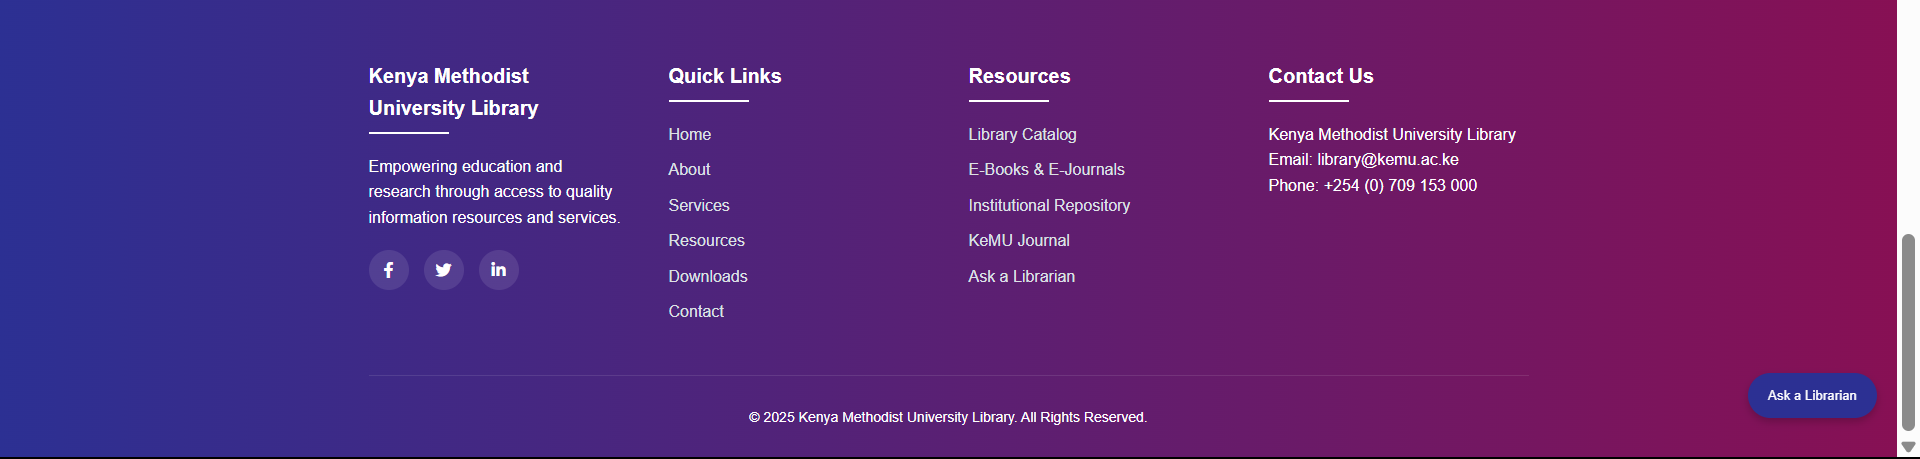 Kenya Methodist
University Library
Empowering education and
research through access to quality
information resources and services.
Quick Links
Home
About
Services
Resources
Downloads
Contact
Resources
Library Catalog
E-Books & E-Journals
Institutional Repository
KeMU Journal
Ask a Librarian
Contact Us
Kenya Methodist University Library
Email: library@kemu.ac.ke
Phone: +254 (0) 709 153 000
Ask a Librarian
© 2025 Kenya Methodist University Library. All Rights Reserved.